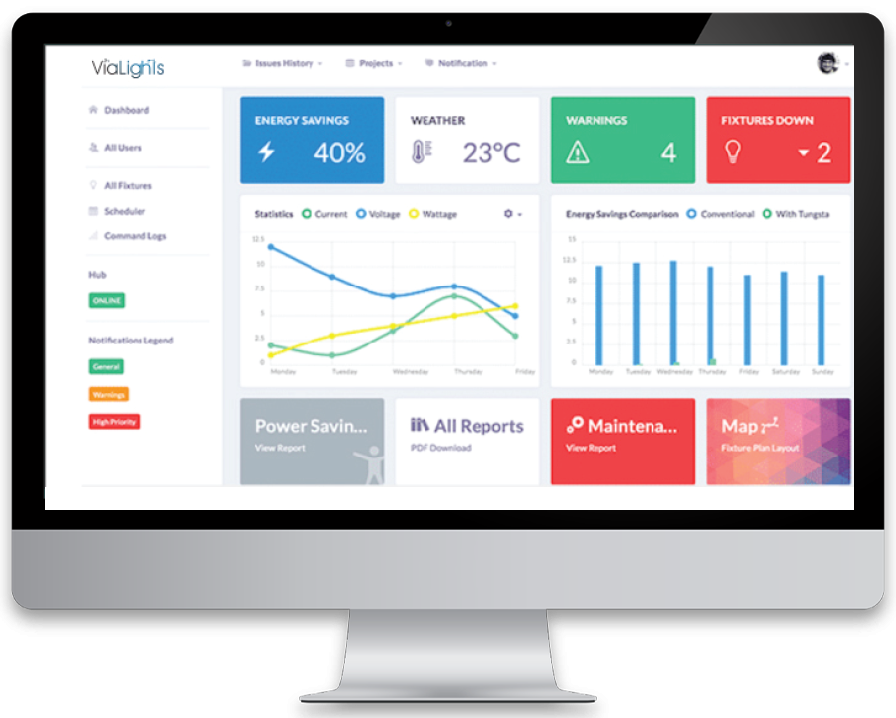 ViaLights
Issues History
Projects
Notification
Dashboard
All Users
All Fixtures
Scheduler
Command Logs
Hub
ONLINE
Notifications Legend
General
Warnings
High Priority
ENERGY SAVINGS
40%
WEATHER
23°C
WARNINGS
4
FIXTURES DOWN
2
Statistics Current Voltage Wattage
12.5
10
7.5
5
2.5
0
Monday Tuesday Wednesday Thursday Friday
Energy Savings Comparison Conventional With Tungsta
15
12.5
10
7.5
5
2.5
0
Monday Tuesday Wednesday Thursday Friday Saturday Sunday
Power Savin...
View Report
All Reports
PDF Download
Maintena...
View Report
Map
Fixture Plan Layout